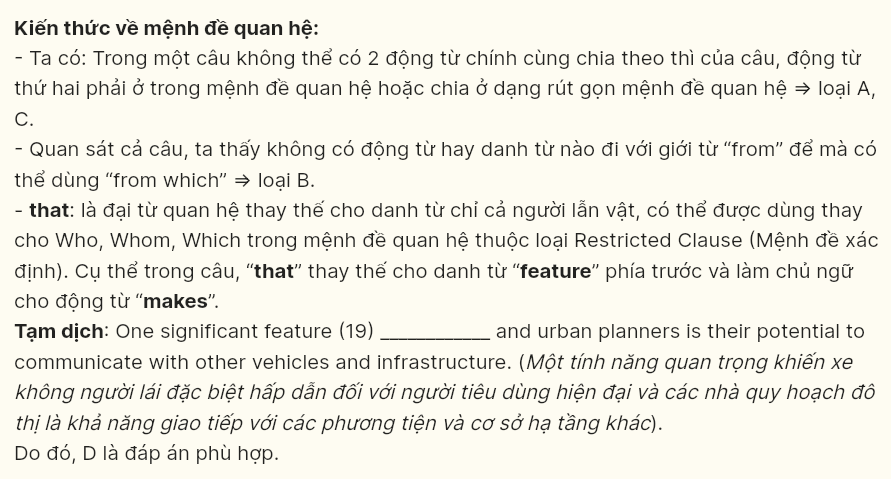 Kiến thức về mệnh đề quan hệ:
- Ta có: Trong một câu không thể có 2 động từ chính cùng chia theo thì của câu, động từ
thứ hai phải ở trong mệnh đề quan hệ hoặc chia ở dạng rút gọn mệnh đề quan hệ ⇒ loại A,
C.
- Quan sát cả câu, ta thấy không có động từ hay danh từ nào đi với giới từ “from” để mà có
thể dùng “from which” ⇒ loại B.
- that: là đại từ quan hệ thay thế cho danh từ chỉ cả người lẫn vật, có thể được dùng thay
cho Who, Whom, Which trong mệnh đề quan hệ thuộc loại Restricted Clause (Mệnh đề xác
định). Cụ thể trong câu, “that” thay thế cho danh từ “feature” phía trước và làm chủ ngữ
cho động từ “makes”.
Tạm dịch: One significant feature (19) ___________ and urban planners is their potential to
communicate with other vehicles and infrastructure. (Một tính năng quan trọng khiến xe
không người lái đặc biệt hấp dẫn đối với người tiêu dùng hiện đại và các nhà quy hoạch đô
thị là khả năng giao tiếp với các phương tiện và cơ sở hạ tầng khác).
Do đó, D là đáp án phù hợp.